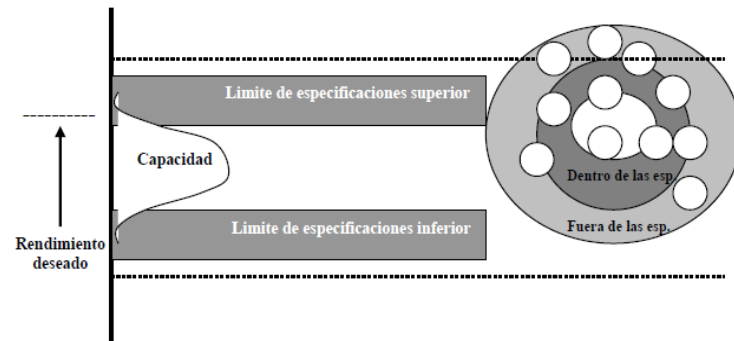 Limite de especificaciones superior
Capacidad
Dentro de las esp.
Limite de especificaciones inferior
Fuera de las esp.
Rendimiento
deseado